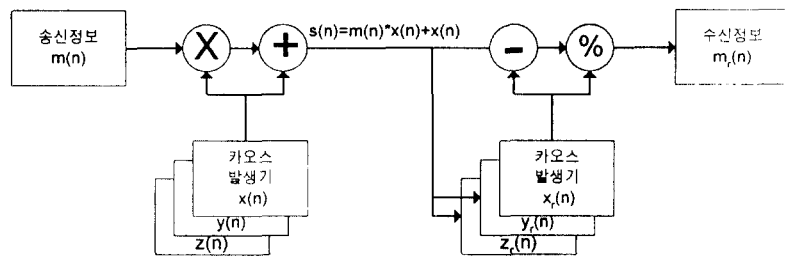 송신정보
m(n)
X
+
s(n)=m(n)*x(n)+x(n)
-
%
수신정보
m_r(n)
카오스
발생기
x(n)
y(n)
z(n)
카오스
발생기
x_r(n)
y_r(n)
z_r(n)